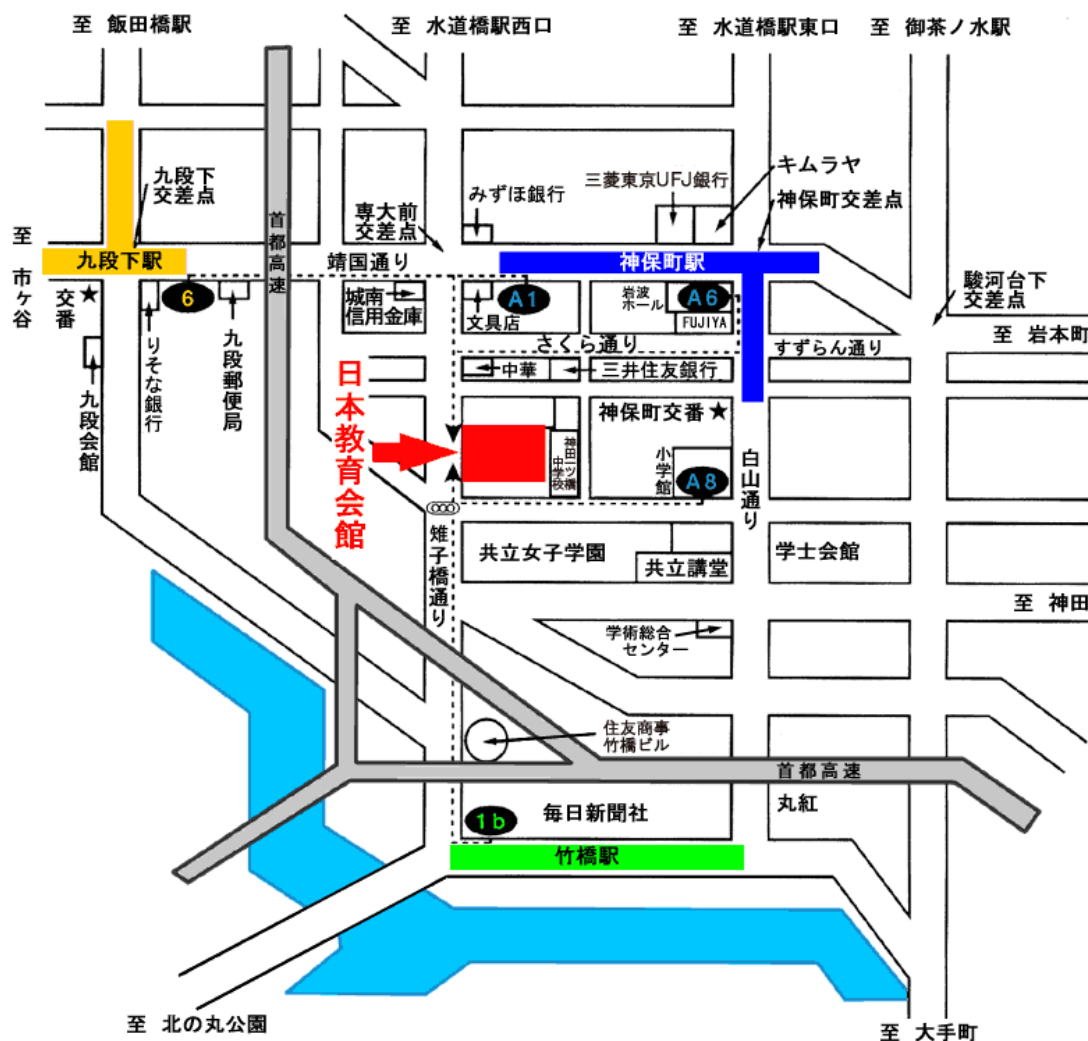 至 飯田橋駅
至 水道橋駅西口
至 水道橋駅東口
至 御茶ノ水駅
九段下
交差点
みずほ銀行
三菱東京UFJ銀行
キムラヤ
神保町交差点
専大前
交差点
首都高速
至 市ヶ谷
九段下駅
靖国通り
神保町駅
駿河台下
交差点
交番
6
九段郵便局
りそな銀行
九段会館
城南
信用金庫
文具店
A1
岩波
ホール
A6
FUJIYA
至 岩本町
さくら通り
すずらん通り
中華
三井住友銀行
日本教育会館
神保町交番
神田一ツ橋
中学校
小学館
A8
白山通り
雉子橋通り
共立女子学園
共立講堂
学士会館
至 神田
学術総合
センター
住友商事
竹橋ビル
首都高速
丸紅
1b
毎日新聞社
竹橋駅
至 北の丸公園
至 大手町